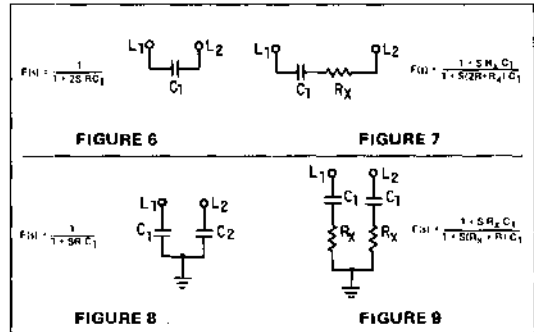 F(s) = 1 / 1 + 2S RC1
L1 L2
C1
FIGURE 6
L1 L2
C1 RX
F(s) = 1 + S RX C1 / 1 + S(2R+RX) C1
FIGURE 7
F(s) = 1 / 1 + SR C1
L1 L2
C1 C2
FIGURE 8
L1 L2
C1 C1
RX RX
F(s) = 1 + S RX C1 / 1 + S(RX + R) C1
FIGURE 9